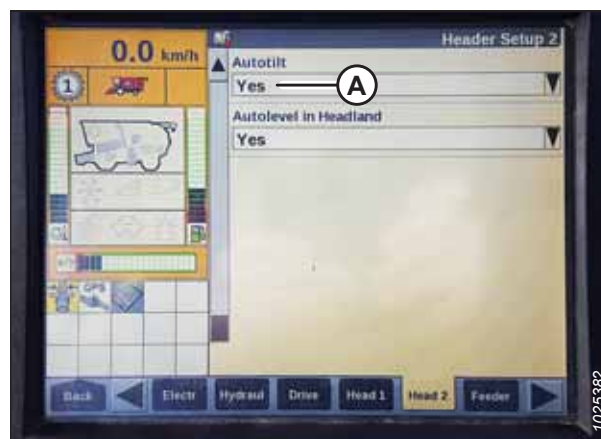 0.0 km/h
Header Setup 2
Autotilt
Yes
A
1
Autolevel in Headland
Yes
GPS
Back
Electr
Hydraul
Drive
Head 1
Head 2
Feeder
1025382